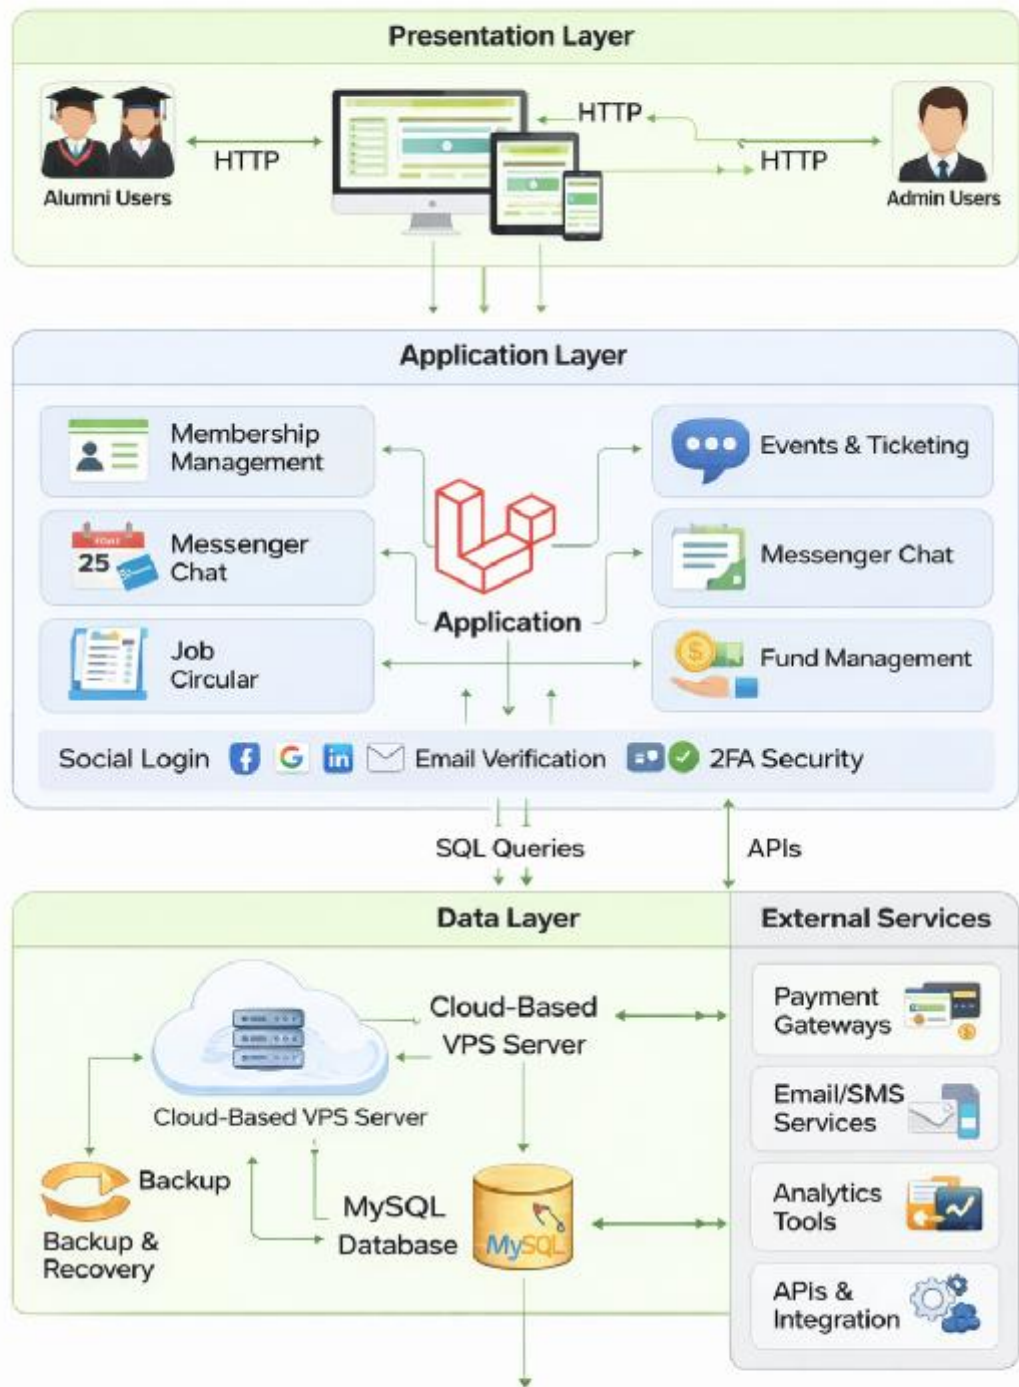 Presentation Layer
HTTP
HTTP
HTTP
Alumni Users
Admin Users
Application Layer
Membership
Management
Events & Ticketing
25
Messenger
Chat
Messenger Chat
Application
Job
Circular
Fund Management
Social Login
f
G
in
Email Verification
2FA Security
SQL Queries
APIs
Data Layer
External Services
Cloud-Based
VPS Server
Payment
Gateways
Cloud-Based VPS Server
Email/SMS
Services
Backup
Backup &
Recovery
MySQL
Database
MySQL
Analytics
Tools
APIs &
Integration